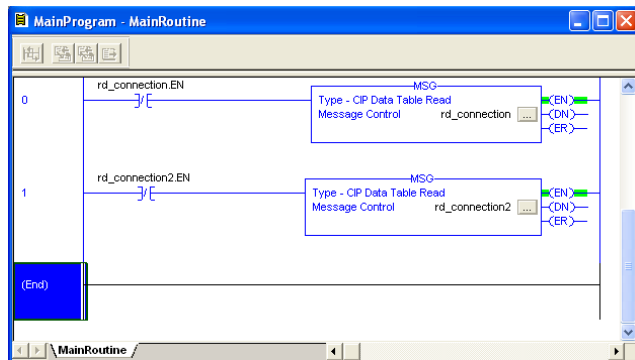 MainProgram - MainRoutine
rd_connection.EN
MSG
0
Type - CIP Data Table Read
EN
Message Control rd_connection ...
DN
ER
rd_connection2.EN
MSG
1
Type - CIP Data Table Read
EN
Message Control rd_connection2 ...
DN
ER
(End)
MainRoutine